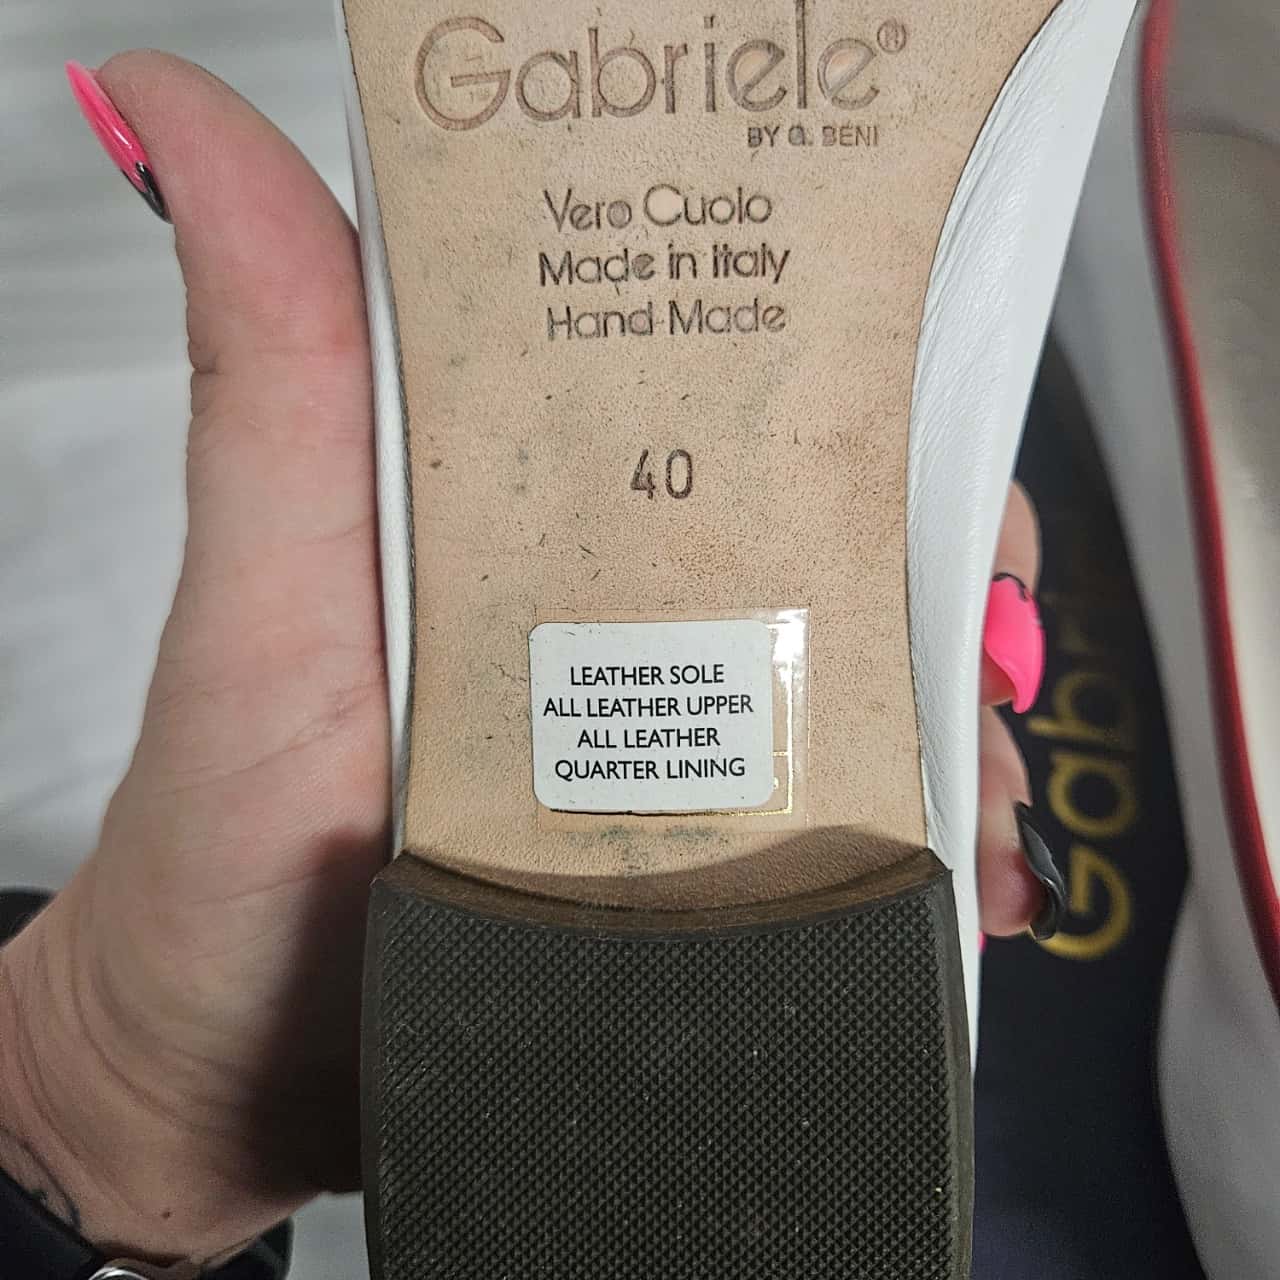 Gabriele®
BY G. BENI
Vero Cuoio
Made in Italy
Hand-Made
40
LEATHER SOLE
ALL LEATHER UPPER
ALL LEATHER
QUARTER LINING
Gabri